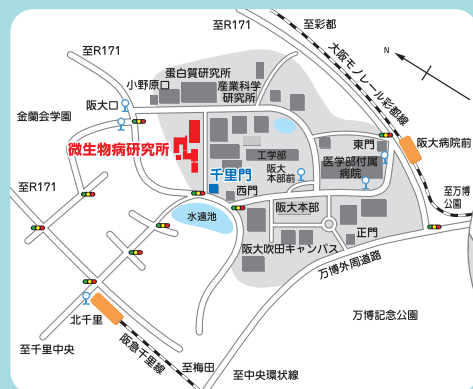 至R171
至彩都
大阪モノレール彩都線
N
至R171
蛋白質研究所
小野原口
産業科学
研究所
阪大口
金蘭会学園
微生物病研究所
工学部
東門
阪大病院前
千里門
阪大
本部前
医学部付属
病院
至R171
西門
至万博
公園
水遠池
阪大本部
正門
阪大吹田キャンパス
万博外周道路
北千里
万博記念公園
至千里中央
阪急千里線
至梅田
至中央環状線